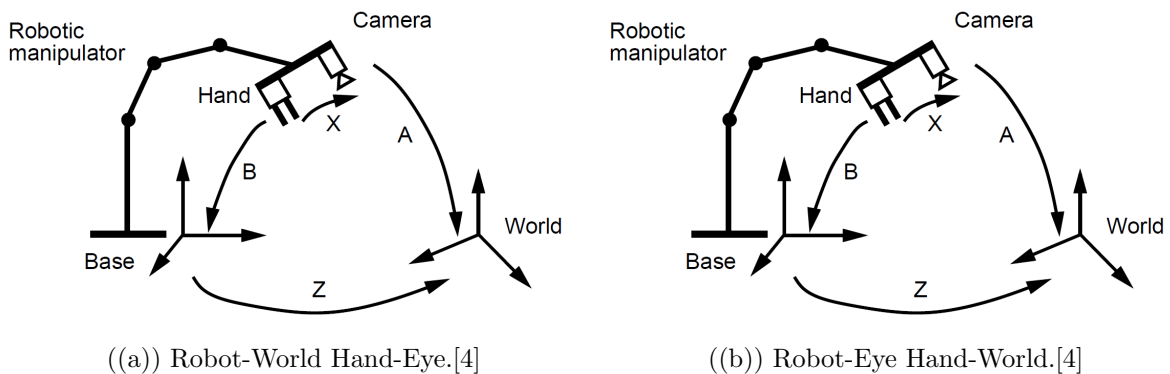 Camera
Robotic
manipulator
Hand
X
A
B
World
Base
Z
((a)) Robot-World Hand-Eye.[4]
Camera
Robotic
manipulator
Hand
X
A
B
World
Base
Z
((b)) Robot-Eye Hand-World.[4]